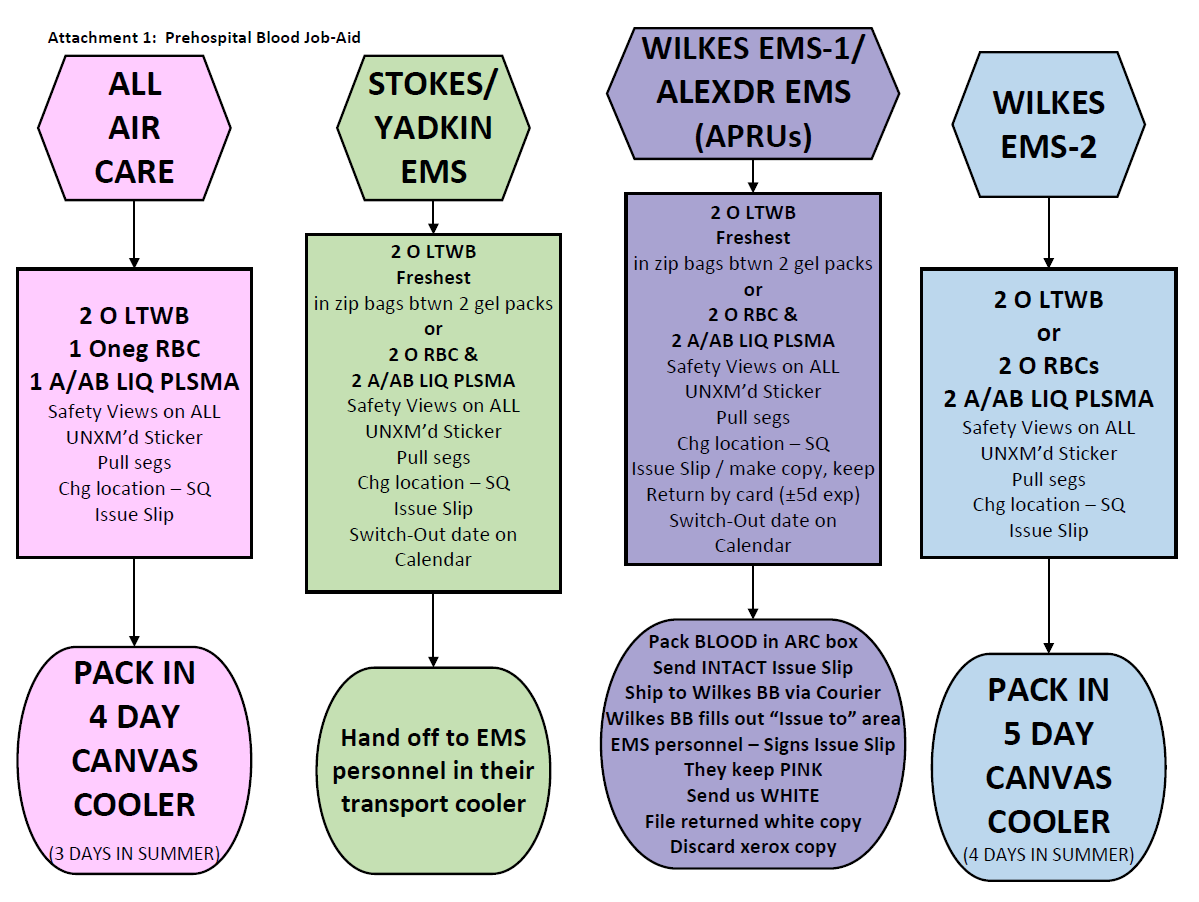 Attachment 1:  Prehospital Blood Job-Aid
ALL
AIR
CARE
2 O LTWB
1 Oneg RBC
1 A/AB LIQ PLSMA
Safety Views on ALL
UNXM’d Sticker
Pull segs
Chg location – SQ
Issue Slip
PACK IN
4 DAY
CANVAS
COOLER
(3 DAYS IN SUMMER)
STOKES/
YADKIN
EMS
2 O LTWB
Freshest
in zip bags btwn 2 gel packs
or
2 O RBC &
2 A/AB LIQ PLSMA
Safety Views on ALL
UNXM’d Sticker
Pull segs
Chg location – SQ
Issue Slip
Switch-Out date on
Calendar
Hand off to EMS
personnel in their
transport cooler
WILKES EMS-1/
ALEXDR EMS
(APRUs)
2 O LTWB
Freshest
in zip bags btwn 2 gel packs
or
2 O RBC &
2 A/AB LIQ PLSMA
Safety Views on ALL
UNXM’d Sticker
Pull segs
Chg location – SQ
Issue Slip / make copy, keep
Return by card (±5d exp)
Switch-Out date on
Calendar
Pack BLOOD in ARC box
Send INTACT Issue Slip
Ship to Wilkes BB via Courier
Wilkes BB fills out “Issue to” area
EMS personnel – Signs Issue Slip
They keep PINK
Send us WHITE
File returned white copy
Discard xerox copy
WILKES
EMS-2
2 O LTWB
or
2 O RBCs
2 A/AB LIQ PLSMA
Safety Views on ALL
UNXM’d Sticker
Pull segs
Chg location – SQ
Issue Slip
PACK IN
5 DAY
CANVAS
COOLER
(4 DAYS IN SUMMER)